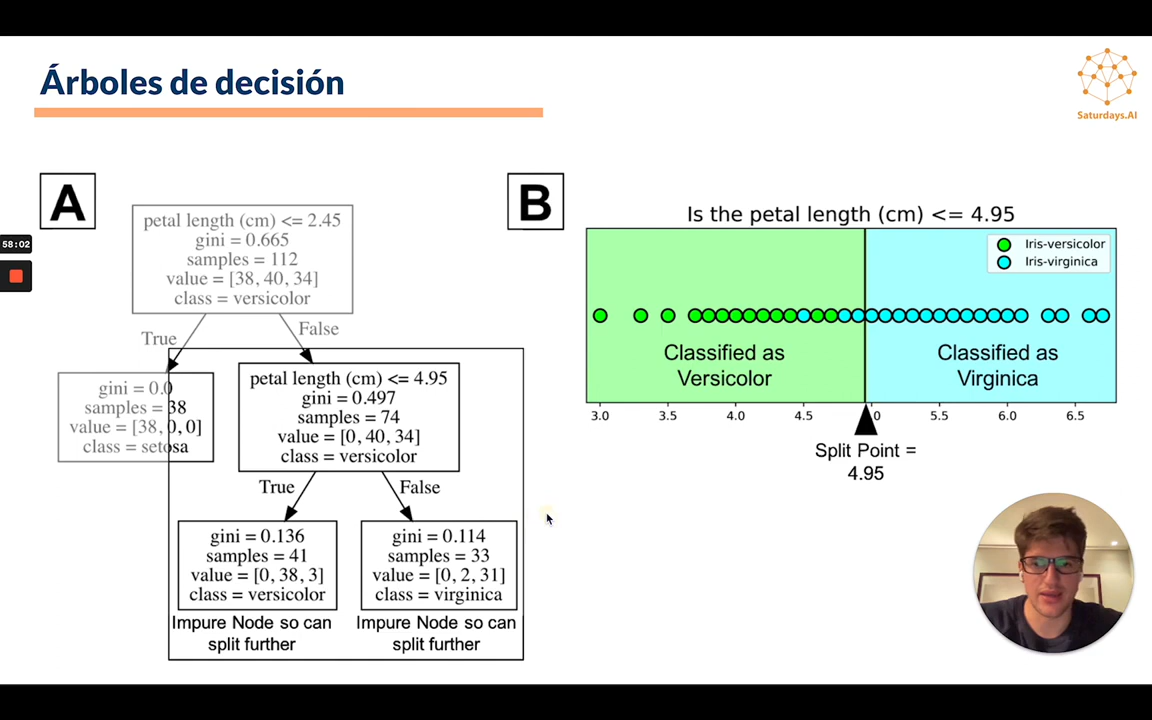 Árboles de decisión
Saturdays.AI
58:02
A
petal length (cm) <= 2.45
gini = 0.665
samples = 112
value = [38, 40, 34]
class = versicolor
True
False
gini = 0.0
samples = 38
value = [38, 0, 0]
class = setosa
petal length (cm) <= 4.95
gini = 0.497
samples = 74
value = [0, 40, 34]
class = versicolor
True
False
gini = 0.136
samples = 41
value = [0, 38, 3]
class = versicolor
Impure Node so can
split further
gini = 0.114
samples = 33
value = [0, 2, 31]
class = virginica
Impure Node so can
split further
B
Is the petal length (cm) <= 4.95
Iris-versicolor
Iris-virginica
Classified as
Versicolor
Classified as
Virginica
3.0 3.5 4.0 4.5 0 5.5 6.0 6.5
Split Point =
4.95